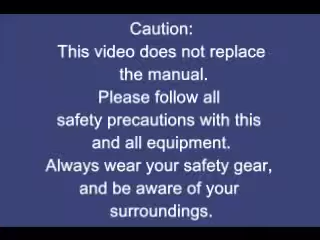 Caution:
This video does not replace
the manual.
Please follow all
safety precautions with this
and all equipment.
Always wear your safety gear,
and be aware of your
surroundings.